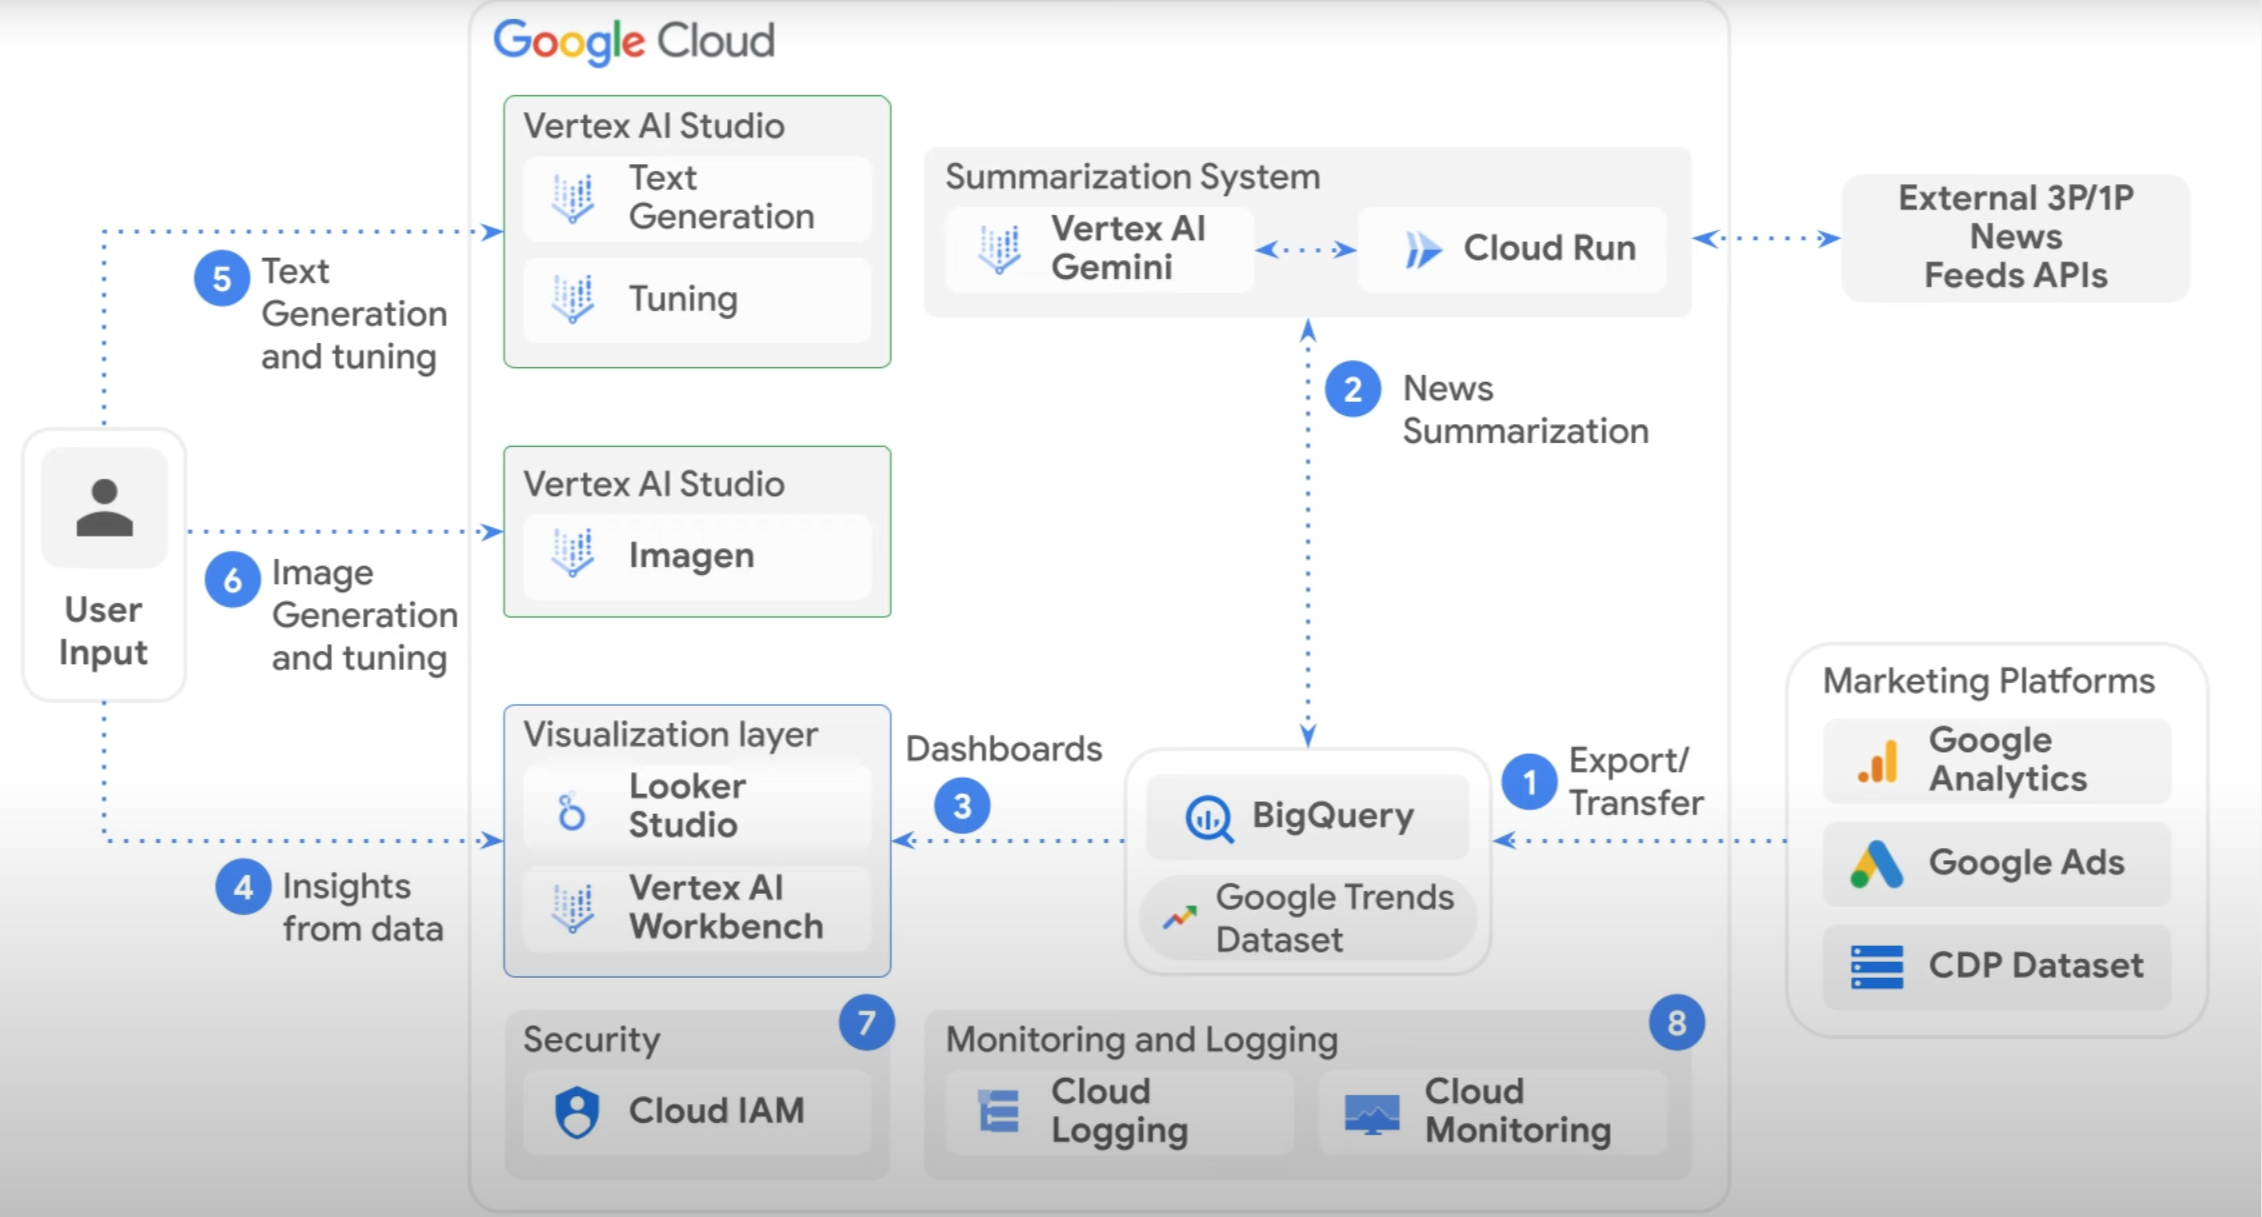 Google Cloud
Vertex AI Studio
Text
Generation
Tuning
5
Text
Generation
and tuning
Summarization System
Vertex AI
Gemini
Cloud Run
External 3P/1P
News
Feeds APIs
2
News
Summarization
User
Input
6
Image
Generation
and tuning
Vertex AI Studio
Imagen
4
Insights
from data
Visualization layer
Looker
Studio
Vertex AI
Workbench
Dashboards
3
BigQuery
Google Trends
Dataset
1
Export/
Transfer
Marketing Platforms
Google
Analytics
Google Ads
CDP Dataset
Security
7
Cloud IAM
Monitoring and Logging
8
Cloud
Logging
Cloud
Monitoring